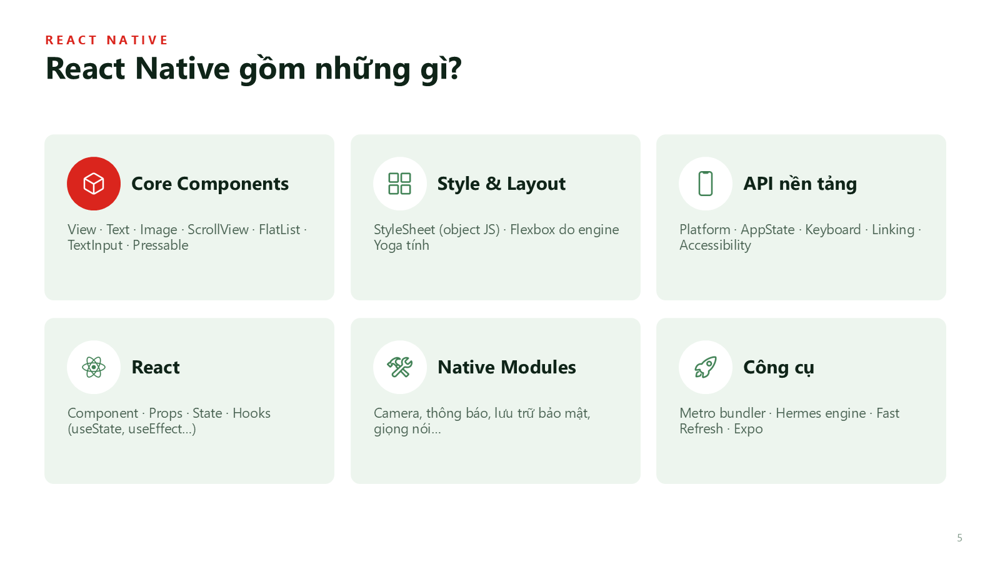 REACT NATIVE
React Native gồm những gì?
Core Components
View · Text · Image · ScrollView · FlatList ·
TextInput · Pressable
Style & Layout
StyleSheet (object JS) · Flexbox do engine
Yoga tính
API nền tảng
Platform · AppState · Keyboard · Linking ·
Accessibility
React
Component · Props · State · Hooks
(useState, useEffect...)
Native Modules
Camera, thông báo, lưu trữ bảo mật,
giọng nói...
Công cụ
Metro bundler · Hermes engine · Fast
Refresh · Expo
5